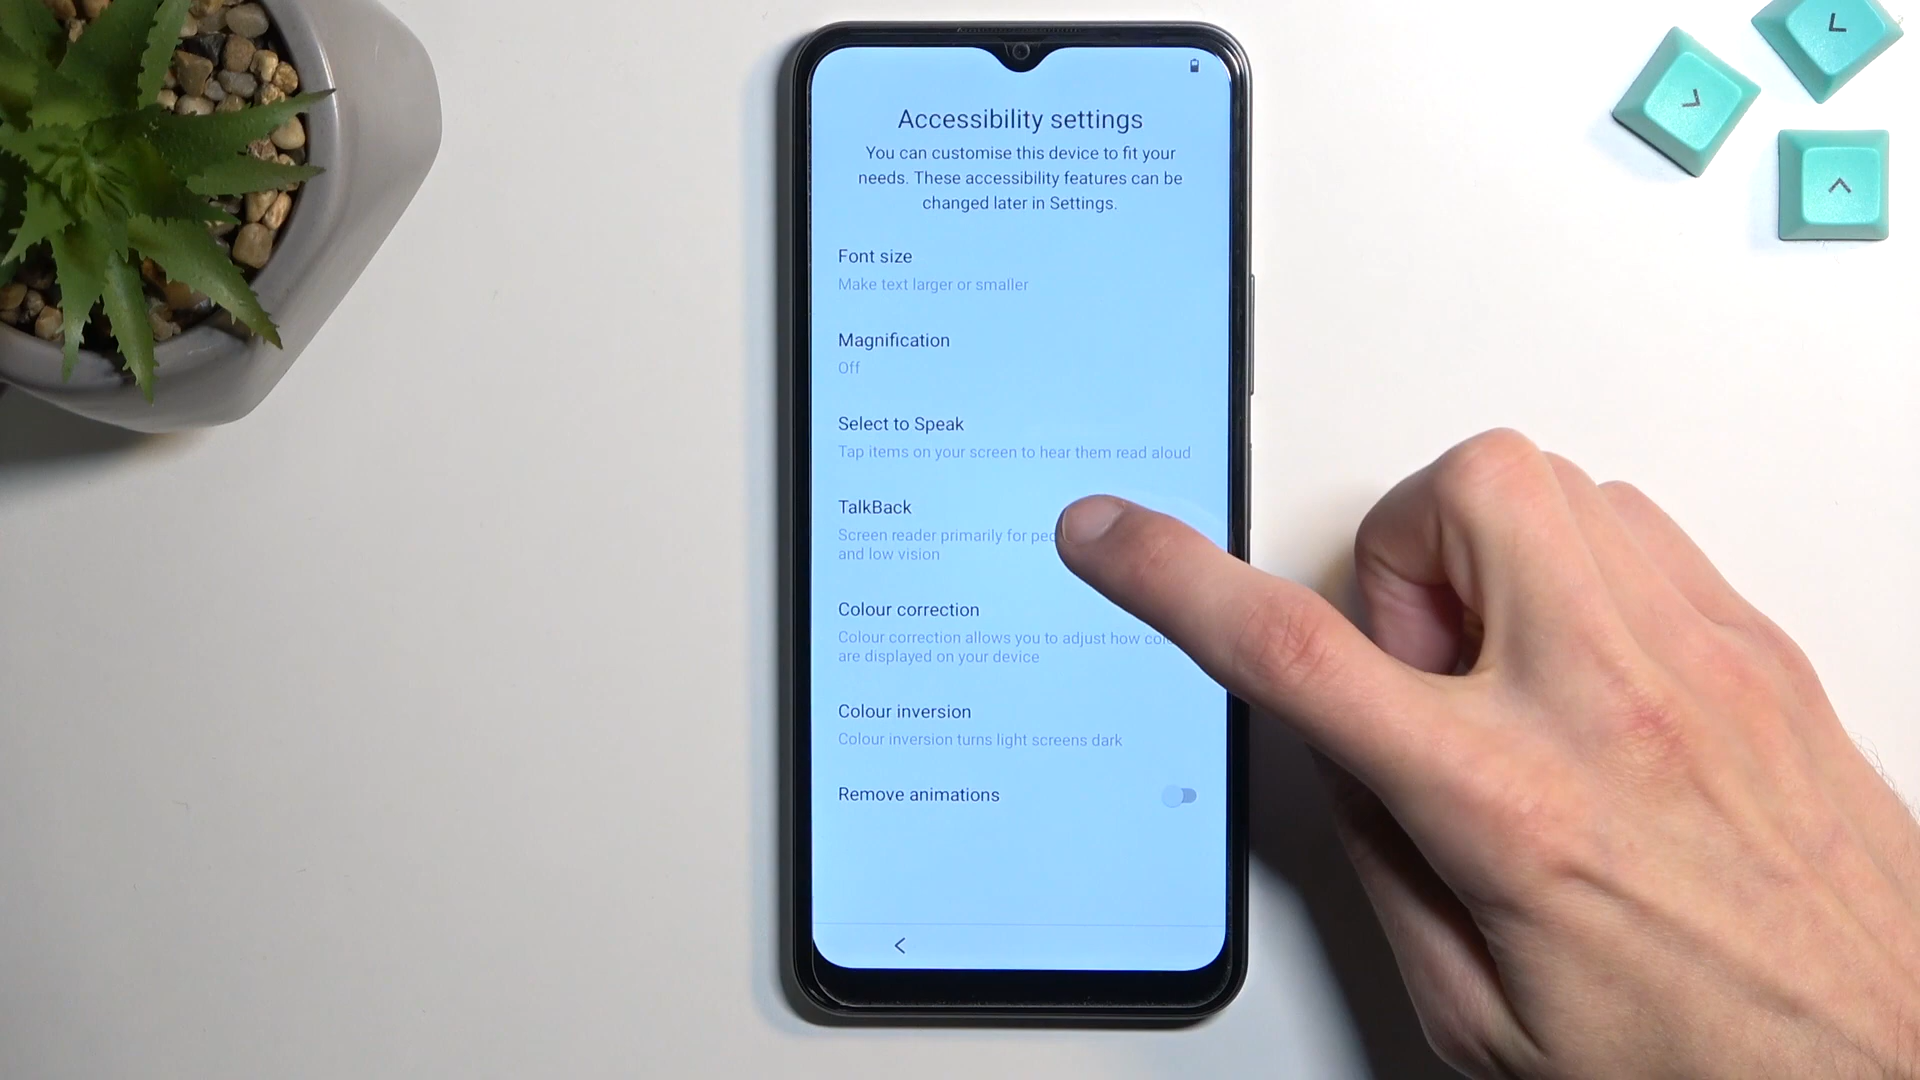 Accessibility settings
You can customise this device to fit your
needs. These accessibility features can be
changed later in Settings.
Font size
Make text larger or smaller
Magnification
Off
Select to Speak
Tap items on your screen to hear them read aloud
TalkBack
Screen reader primarily for
and low vision
Colour correction
Colour correction allows you to adjust how
are displayed on your device
Colour inversion
Colour inversion turns light screens dark
Remove animations